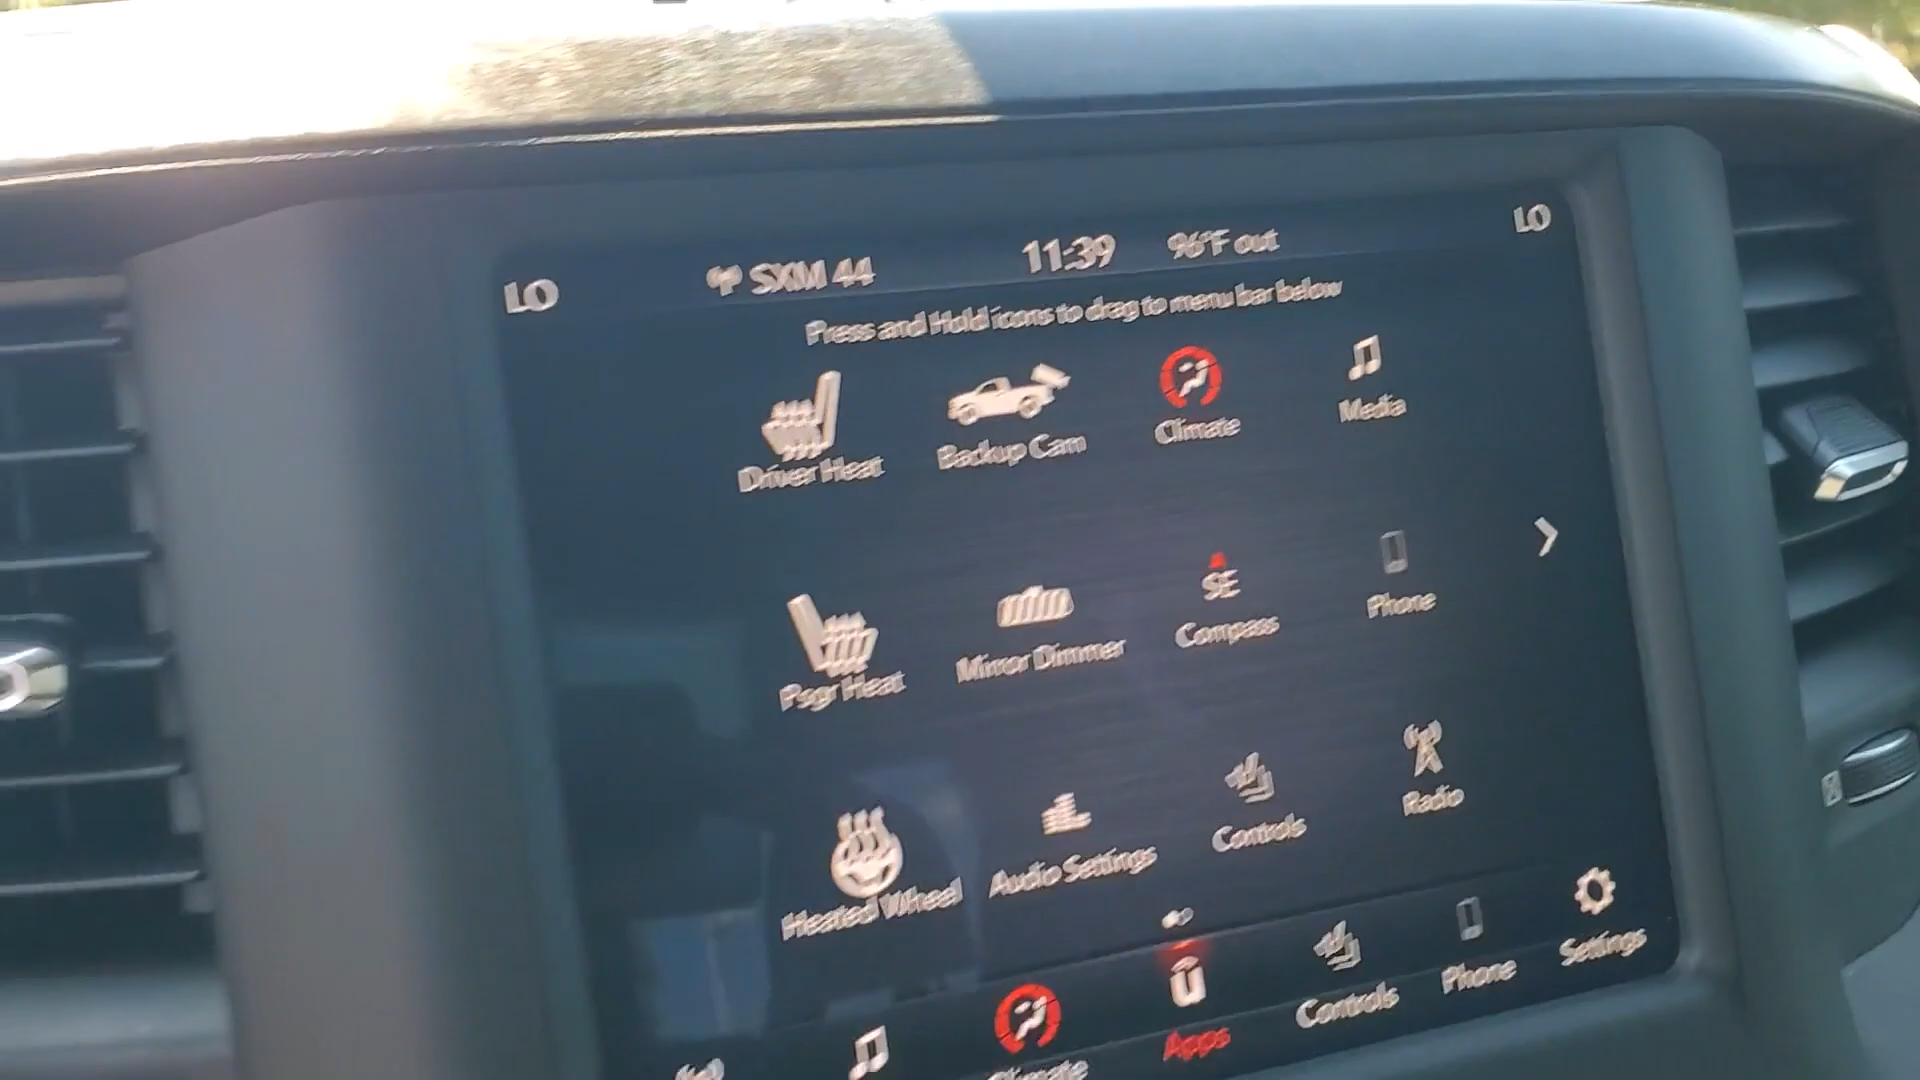 LO SXM 44 11:39 96°F out LO
Press and Hold icons to drag to menu bar below
Driver Heat Backup Cam Climate Media
SE
Psgr Heat Mirror Dimmer Compass Phone
Heated Wheel Audio Settings Controls Radio
Climate Apps Controls Phone Settings